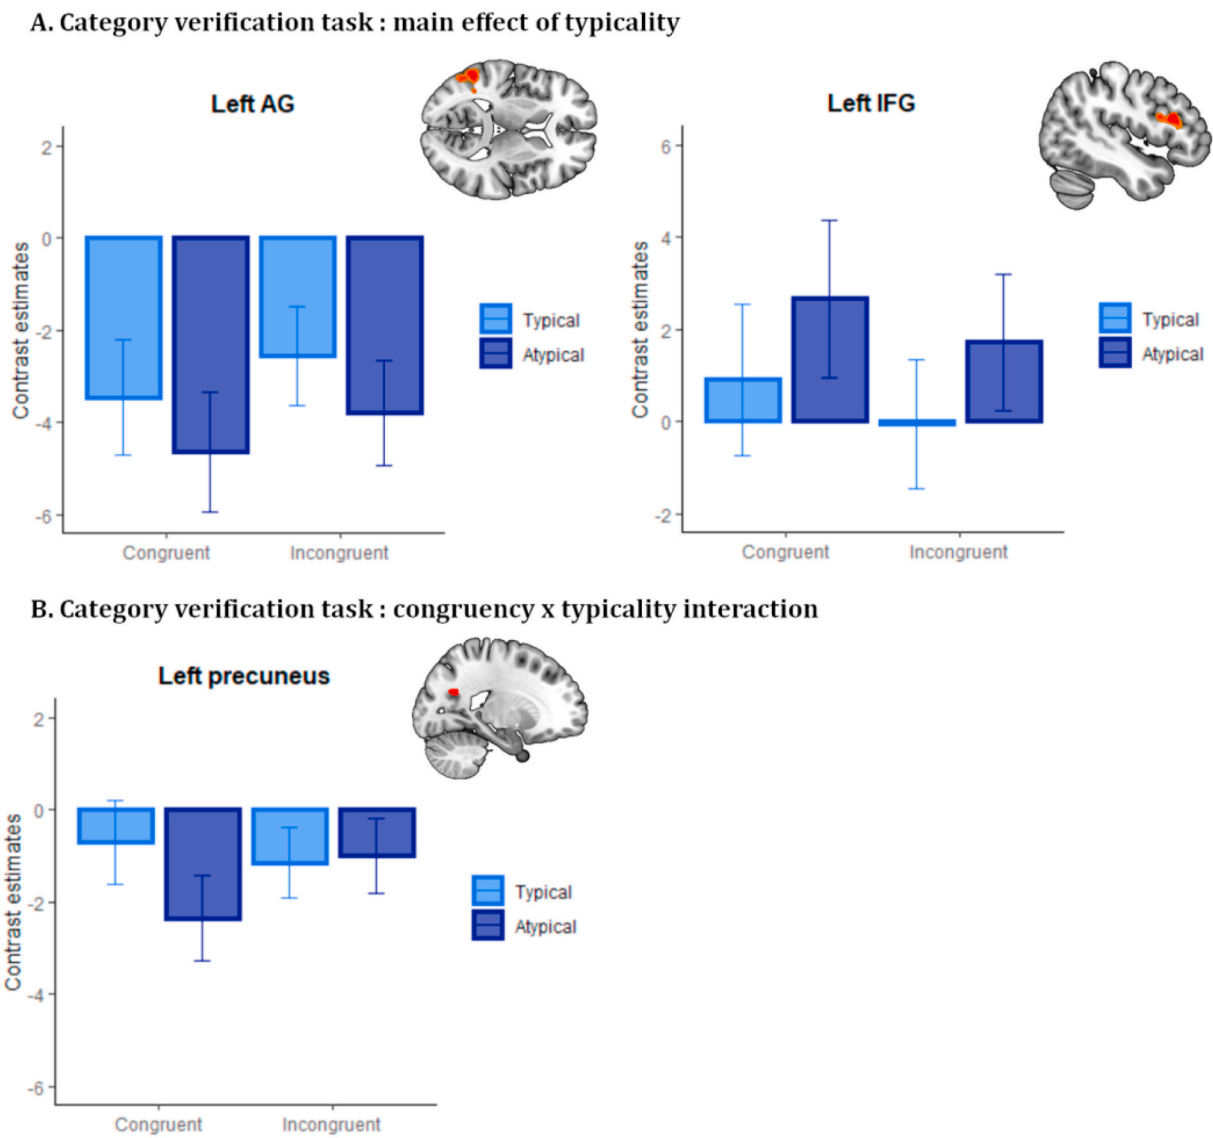 A. Category verification task : main effect of typicality
Left AG
Left IFG
Contrast estimates
2
0
-2
-4
-6
Congruent
Incongruent
Typical
Atypical
Contrast estimates
6
4
2
0
-2
Congruent
Incongruent
Typical
Atypical
B. Category verification task : congruency x typicality interaction
Left precuneus
Contrast estimates
2
0
-2
-4
-6
Congruent
Incongruent
Typical
Atypical